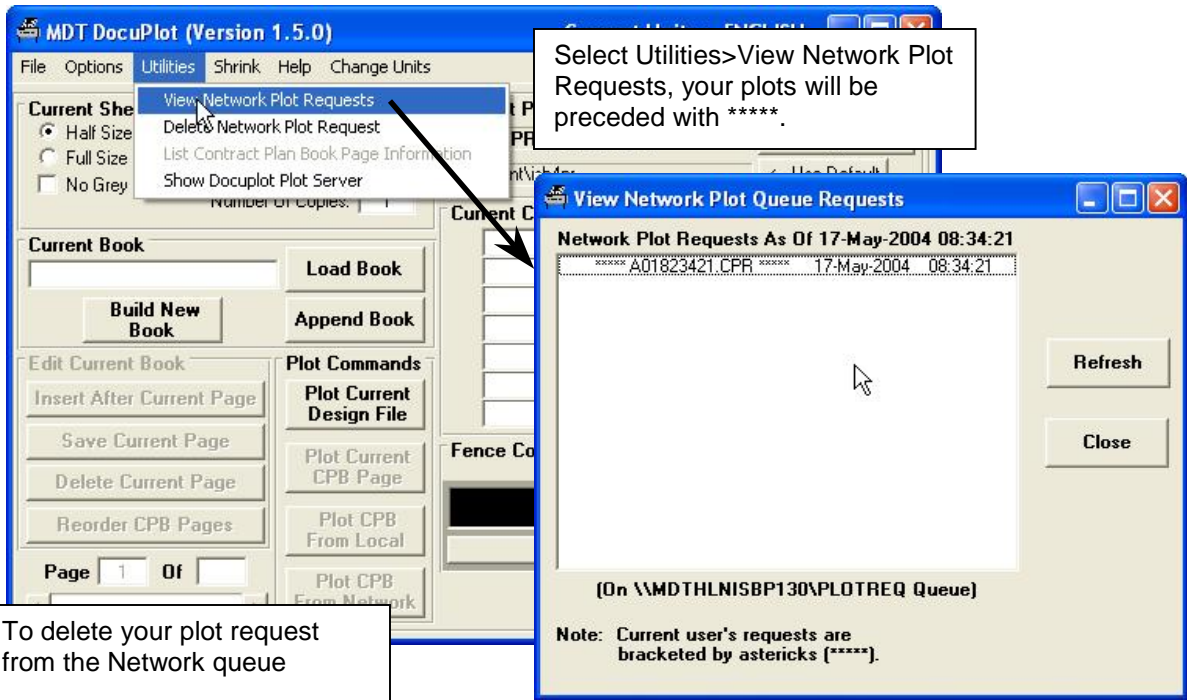 MDT DocuPlot (Version 1.5.0)
File Options Utilities Shrink Help Change Units
View Network Plot Requests
Delete Network Plot Request
List Contract Plan Book Page Information
Show Docuplot Plot Server
Select Utilities>View Network Plot
Requests, your plots will be
preceded with *****.
Current She
Half Size
Full Size
No Grey
Number Of Copies: 1
Current Book
Load Book
Build New
Book
Append Book
Edit Current Book
Insert After Current Page
Save Current Page
Delete Current Page
Reorder CPB Pages
Page 1 Of
Plot Commands
Plot Current
Design File
Plot Current
CPB Page
Plot CPB
From Local
Plot CPB
From Network
Current C
Fence Co
View Network Plot Queue Requests
Network Plot Requests As Of 17-May-2004 08:34:21
***** A01823421.CPR ***** 17-May-2004 08:34:21
Refresh
Close
(On \\MDTHLNISBP130\PLOTREQ Queue)
Note: Current user's requests are
bracketed by astericks (*****).
To delete your plot request
from the Network queue